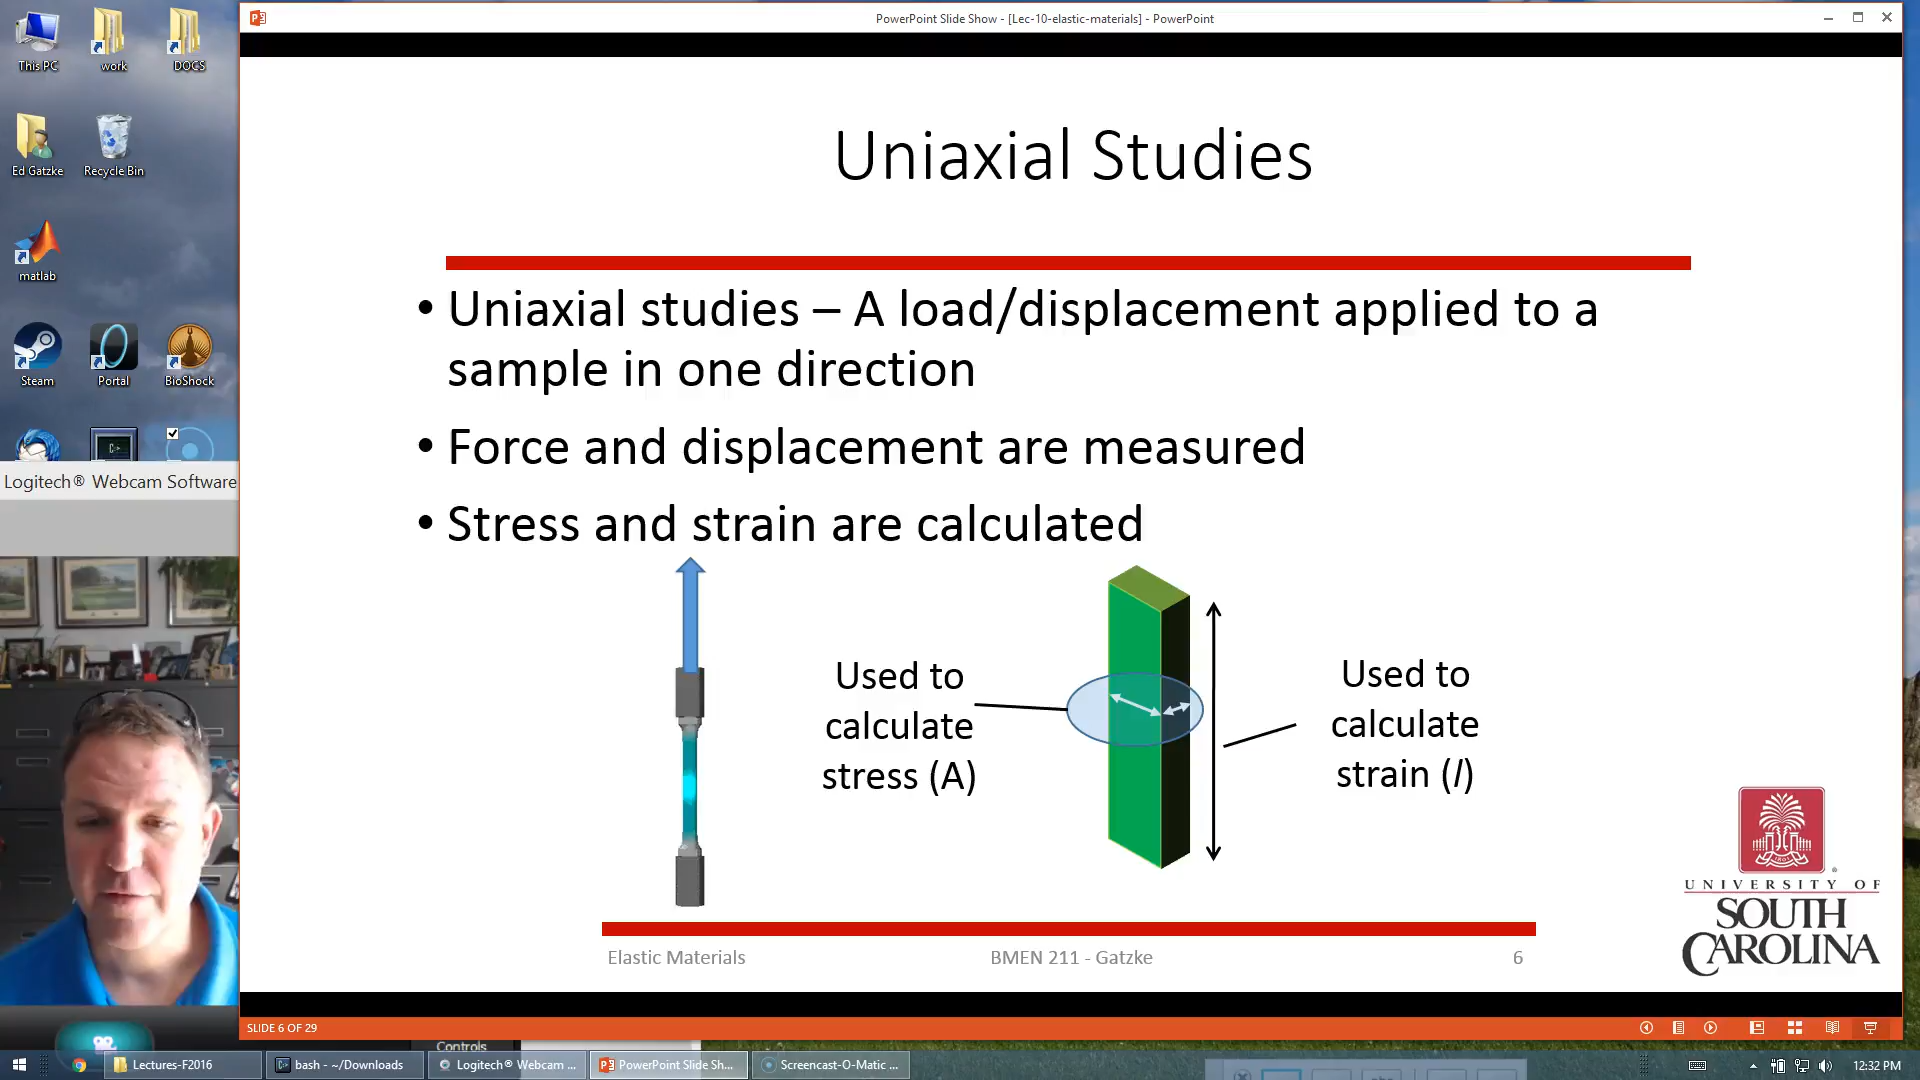 PowerPoint Slide Show - [Lec-10-elastic-materials] - PowerPoint
This PC
work
DOCS
Ed Gatzke
Recycle Bin
matlab
Steam
Portal
BioShock
Logitech® Webcam Software
Uniaxial Studies
• Uniaxial studies – A load/displacement applied to a
sample in one direction
• Force and displacement are measured
• Stress and strain are calculated
Used to
calculate
stress (A)
Used to
calculate
strain (l)
UNIVERSITY OF
SOUTH
CAROLINA
Elastic Materials
BMEN 211 - Gatzke
6
SLIDE 6 OF 29
Controls
Lectures-F2016
bash - ~/Downloads
Logitech® Webcam ...
PowerPoint Slide Sh...
Screencast-O-Matic ...
12:32 PM